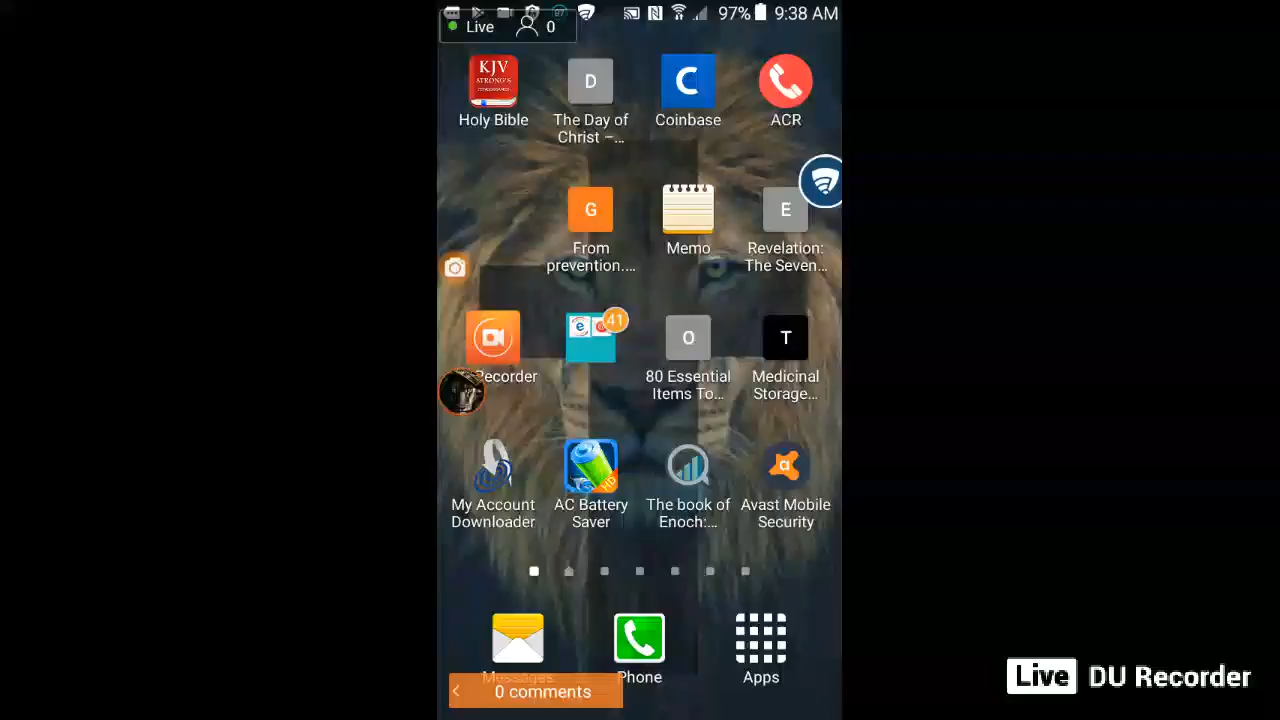 97% 9:38 AM
Live 0
KJV
STRONG'S
Holy Bible
D
The Day of
Christ –...
C
Coinbase
ACR
G
From
prevention....
Memo
E
Revelation:
The Seven...
Recorder
41
O
80 Essential
Items To...
T
Medicinal
Storage...
My Account
Downloader
HD
AC Battery
Saver
The book of
Enoch:...
a
Avast Mobile
Security
Messages
Phone
Apps
0 comments
Live DU Recorder